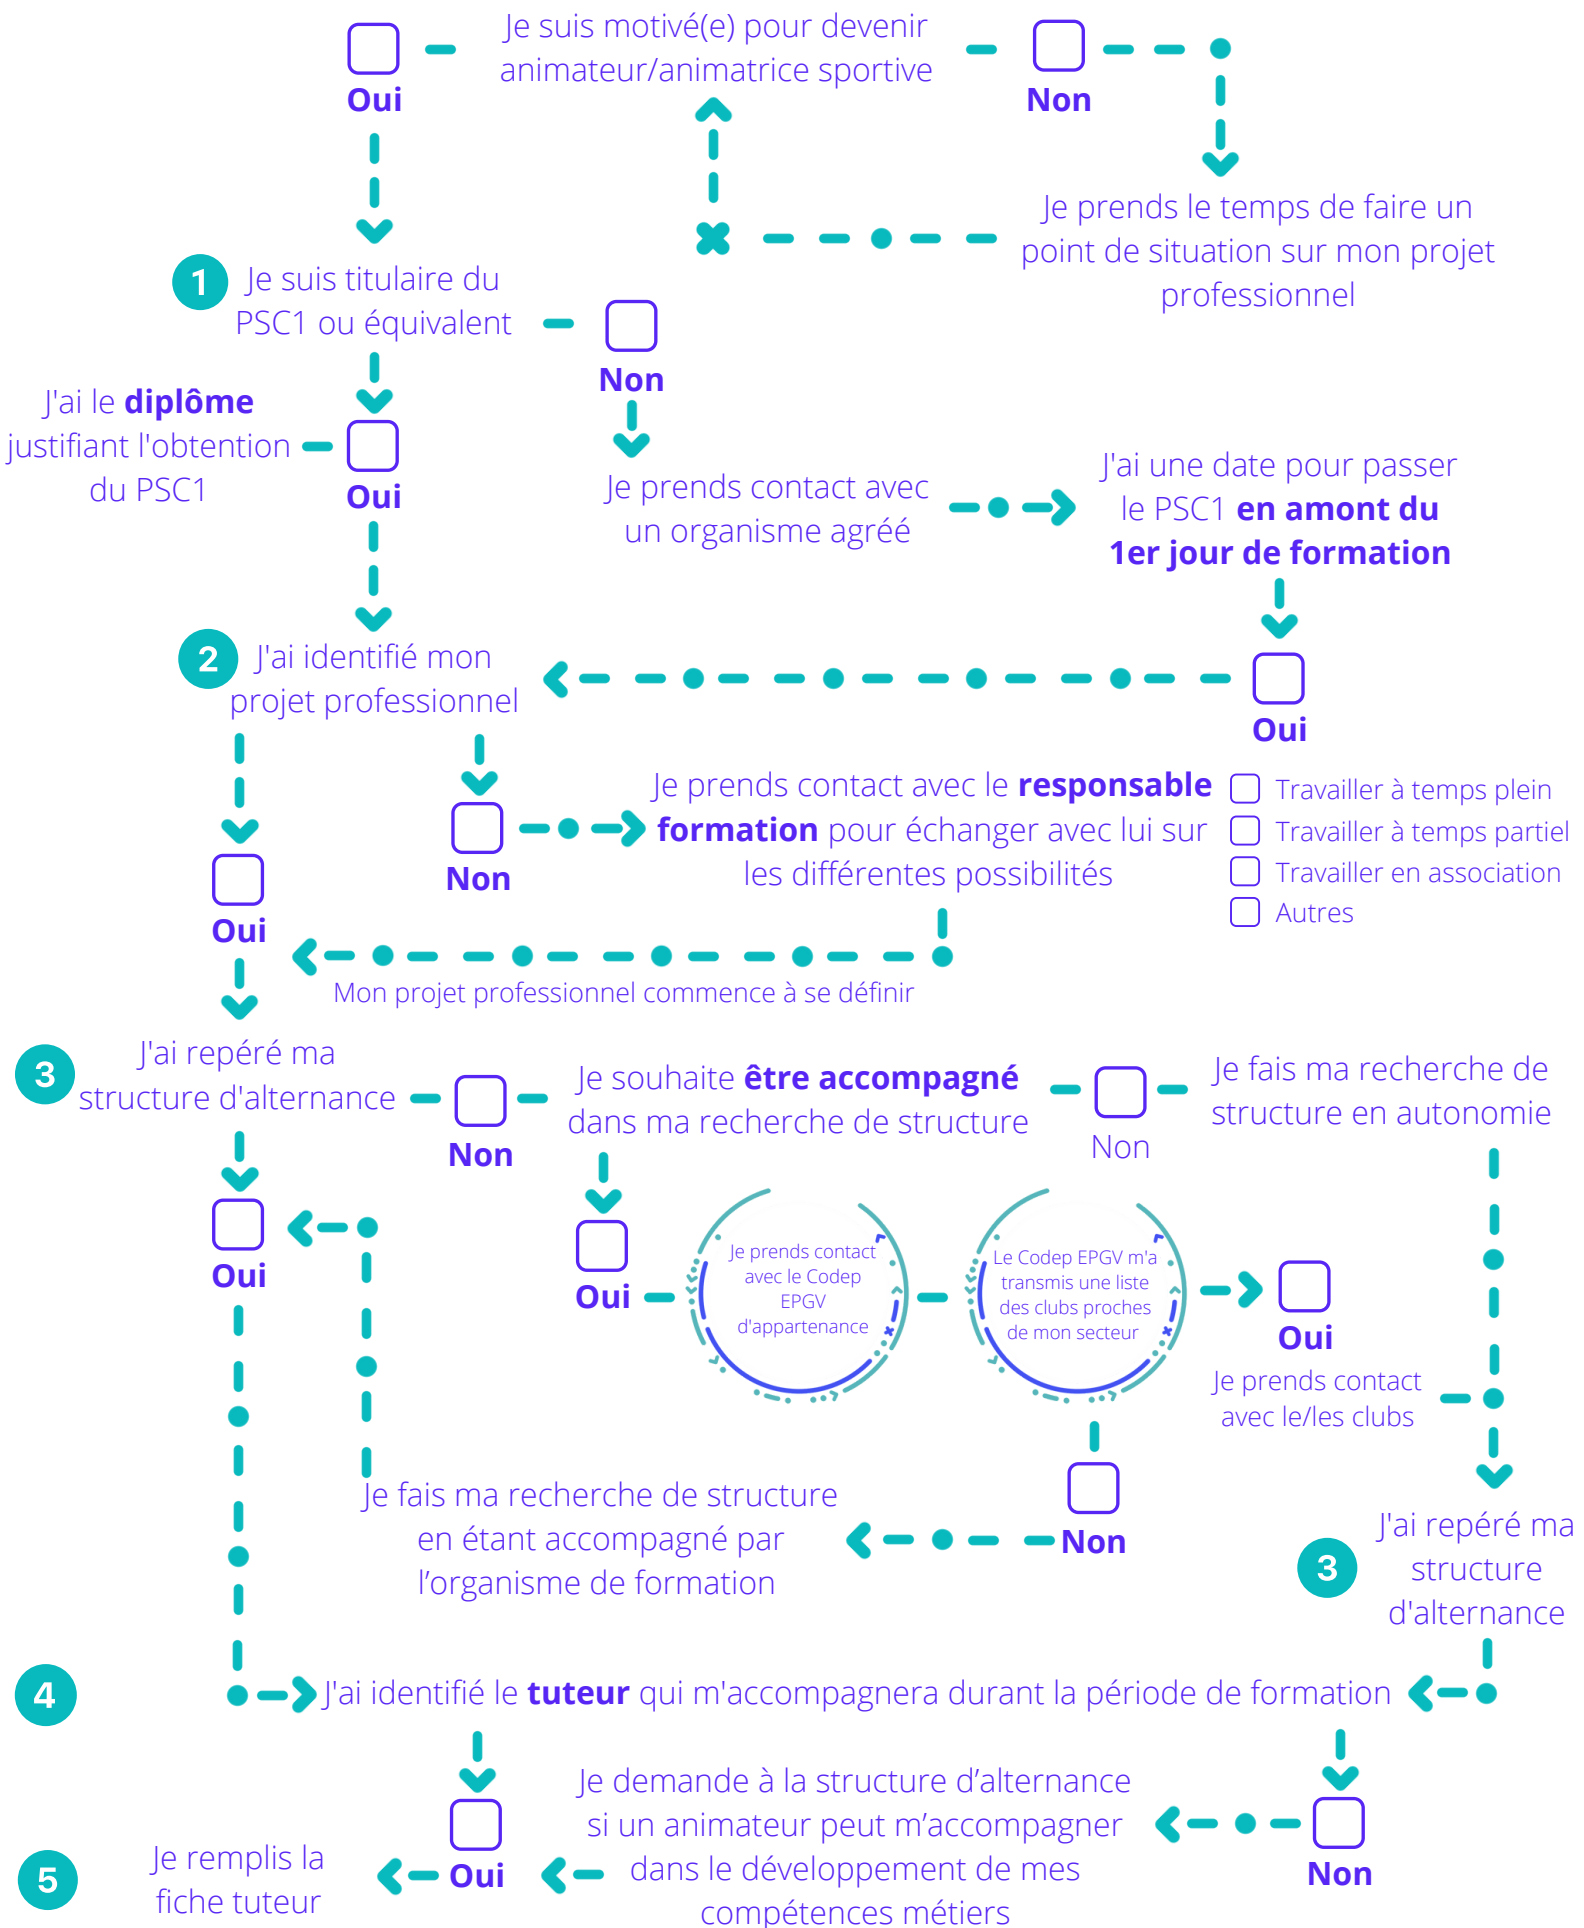 Je suis motivé(e) pour devenir
animateur/animatrice sportive
Oui
Non
Je prends le temps de faire un
point de situation sur mon projet
professionnel
1
Je suis titulaire du
PSC1 ou équivalent
Non
J'ai le diplôme
justifiant l'obtention
du PSC1
Oui
Je prends contact avec
un organisme agréé
J'ai une date pour passer
le PSC1 en amont du
1er jour de formation
Oui
2
J'ai identifié mon
projet professionnel
Non
Je prends contact avec le responsable
formation pour échanger avec lui sur
les différentes possibilités
Travailler à temps plein
Travailler à temps partiel
Travailler en association
Autres
Oui
Mon projet professionnel commence à se définir
3
J'ai repéré ma
structure d'alternance
Non
Je souhaite être accompagné
dans ma recherche de structure
Non
Je fais ma recherche de
structure en autonomie
Oui
Oui
Je prends contact
avec le Codep
EPGV
d'appartenance
Le Codep EPGV m'a
transmis une liste
des clubs proches
de mon secteur
Oui
Je prends contact
avec le/les clubs
Non
Je fais ma recherche de structure
en étant accompagné par
l’organisme de formation
3
J'ai repéré ma
structure
d'alternance
4
J'ai identifié le tuteur qui m'accompagnera durant la période de formation
Oui
Je demande à la structure d’alternance
si un animateur peut m’accompagner
dans le développement de mes
compétences métiers
Non
5
Je remplis la
fiche tuteur